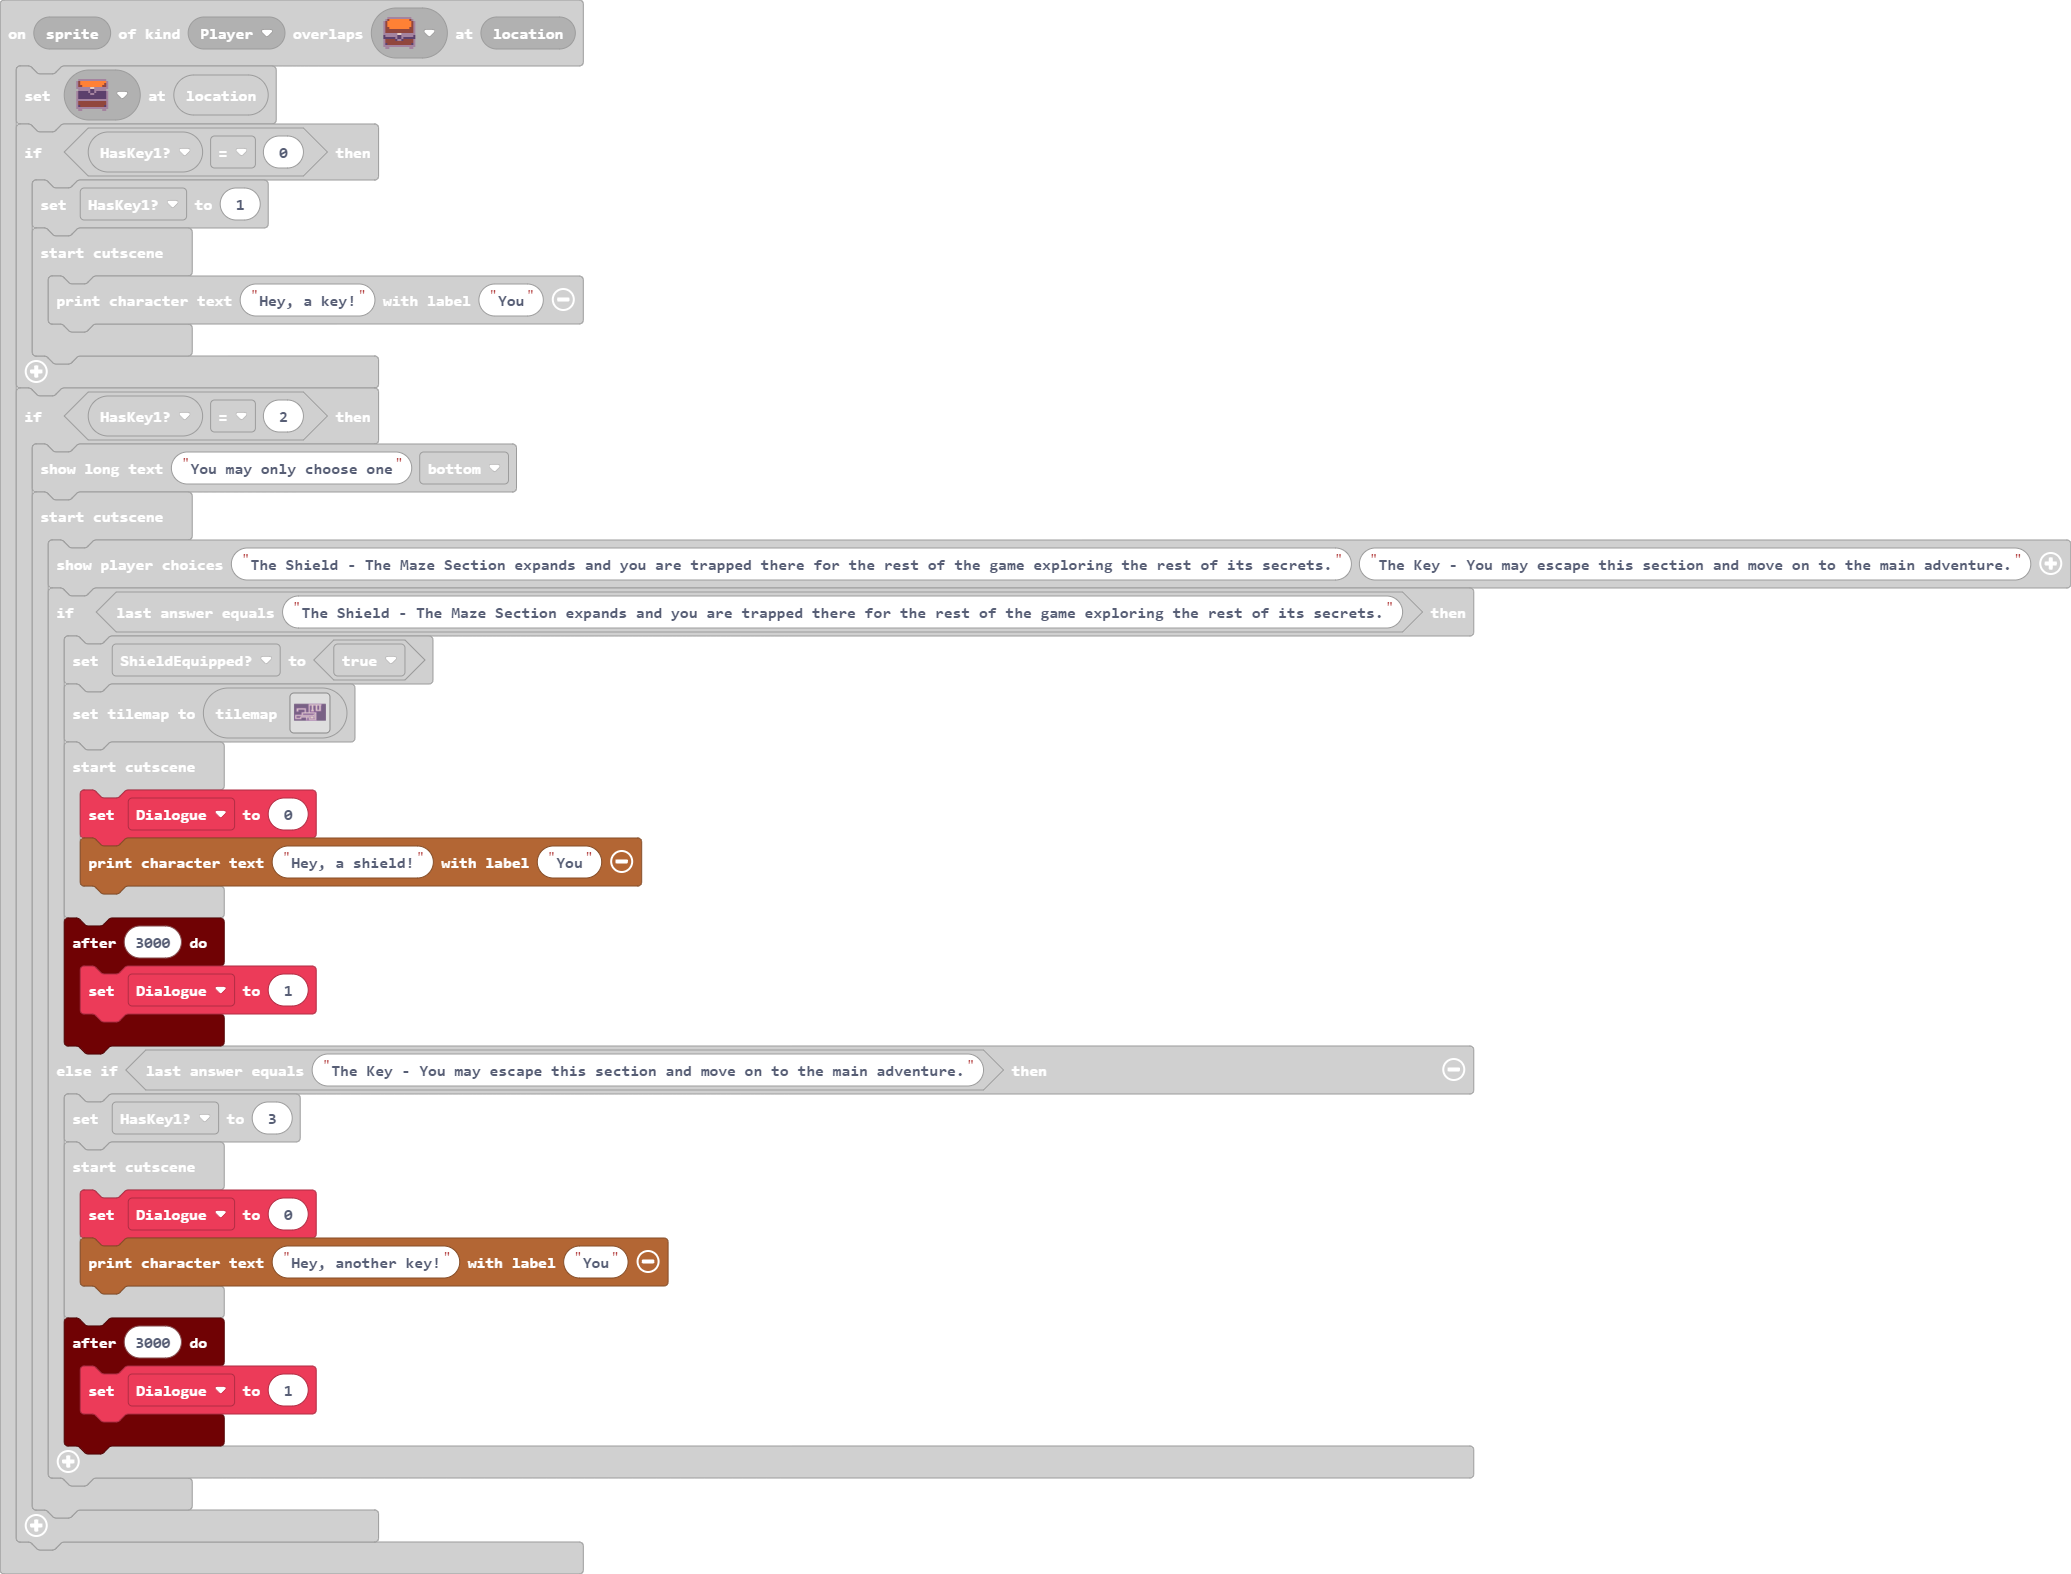 on sprite of kind Player overlaps at location
set at location
if HasKey1? = 0 then
set HasKey1? to 1
start cutscene
print character text "Hey, a key!" with label "You"
if HasKey1? = 2 then
show long text "You may only choose one" bottom
start cutscene
show player choices "The Shield - The Maze Section expands and you are trapped there for the rest of the game exploring the rest of its secrets." "The Key - You may escape this section and move on to the main adventure."
if last answer equals "The Shield - The Maze Section expands and you are trapped there for the rest of the game exploring the rest of its secrets." then
set ShieldEquipped? to true
set tilemap to tilemap
start cutscene
set Dialogue to 0
print character text "Hey, a shield!" with label "You"
after 3000 do
set Dialogue to 1
else if last answer equals "The Key - You may escape this section and move on to the main adventure." then
set HasKey1? to 3
start cutscene
set Dialogue to 0
print character text "Hey, another key!" with label "You"
after 3000 do
set Dialogue to 1